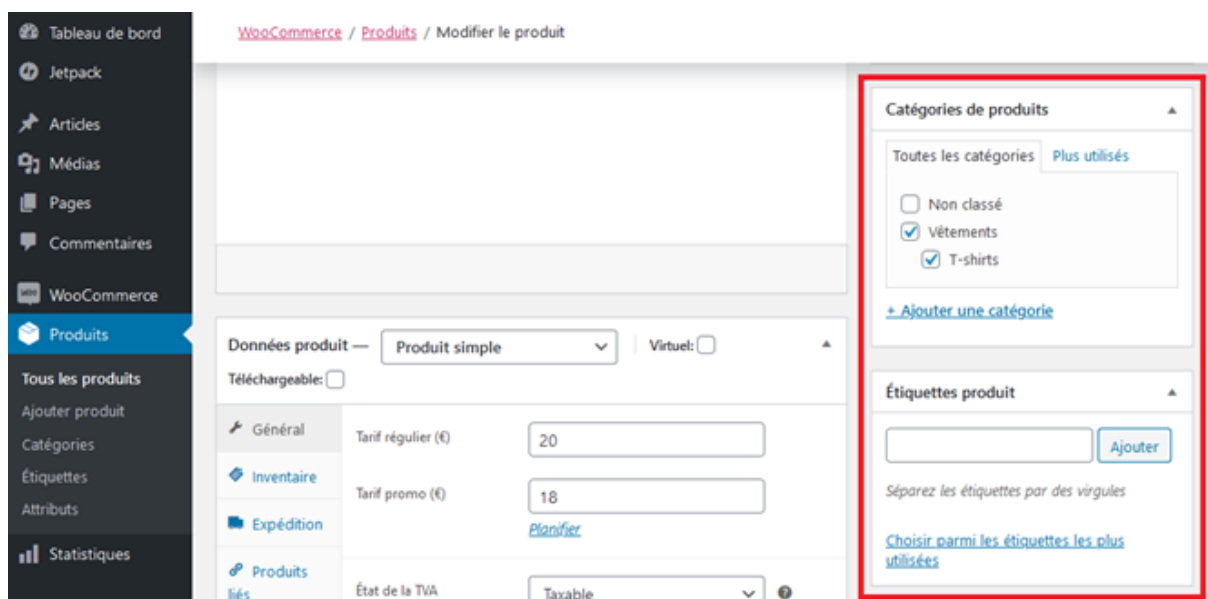 Tableau de bord
Jetpack
Articles
Médias
Pages
Commentaires
WooCommerce
Produits
Tous les produits
Ajouter produit
Catégories
Étiquettes
Attributs
Statistiques
WooCommerce / Produits / Modifier le produit
Données produit — Produit simple Virtuel:
Téléchargeable:
Général
Inventaire
Expédition
Produits
liés
Tarif régulier (€) 20
Tarif promo (€) 18
Planifier
État de la TVA Taxable
Catégories de produits
Toutes les catégories Plus utilisés
Non classé
Vêtements
T-shirts
+ Ajouter une catégorie
Étiquettes produit
Ajouter
Séparez les étiquettes par des virgules
Choisir parmi les étiquettes les plus
utilisées